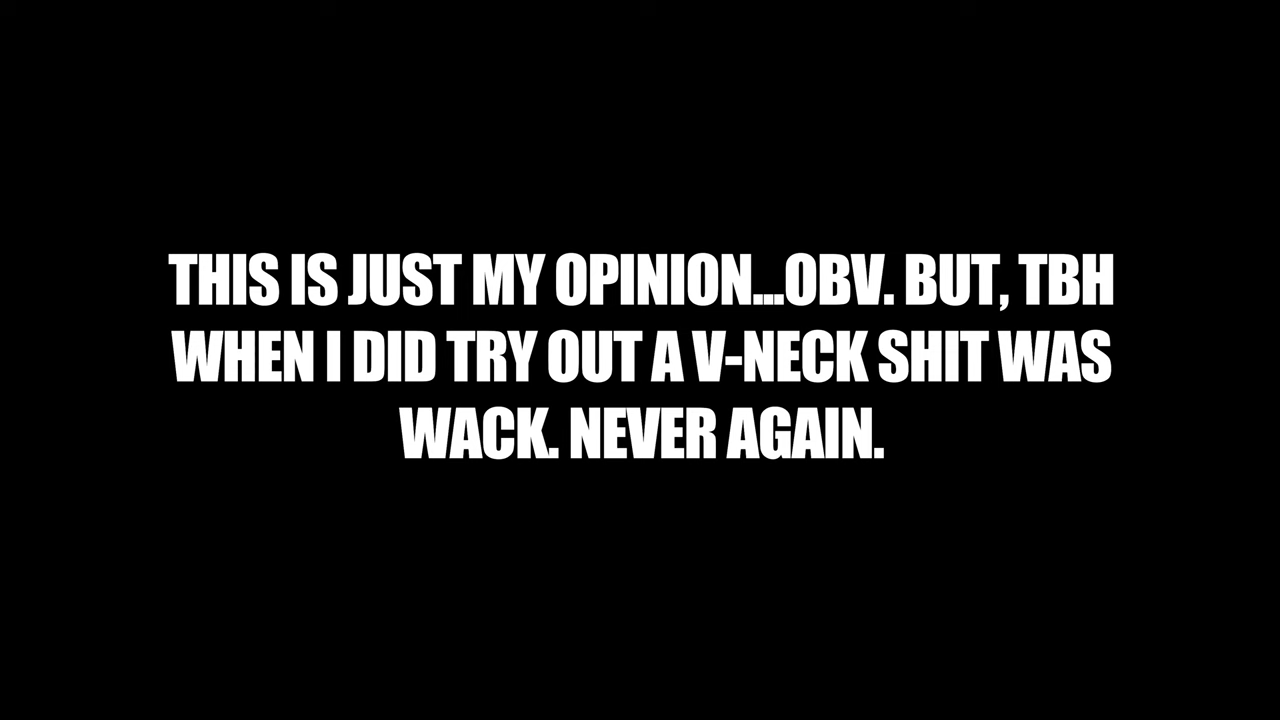 THIS IS JUST MY OPINION...OBV. BUT, TBH
WHEN I DID TRY OUT A V-NECK SHIT WAS
WACK. NEVER AGAIN.